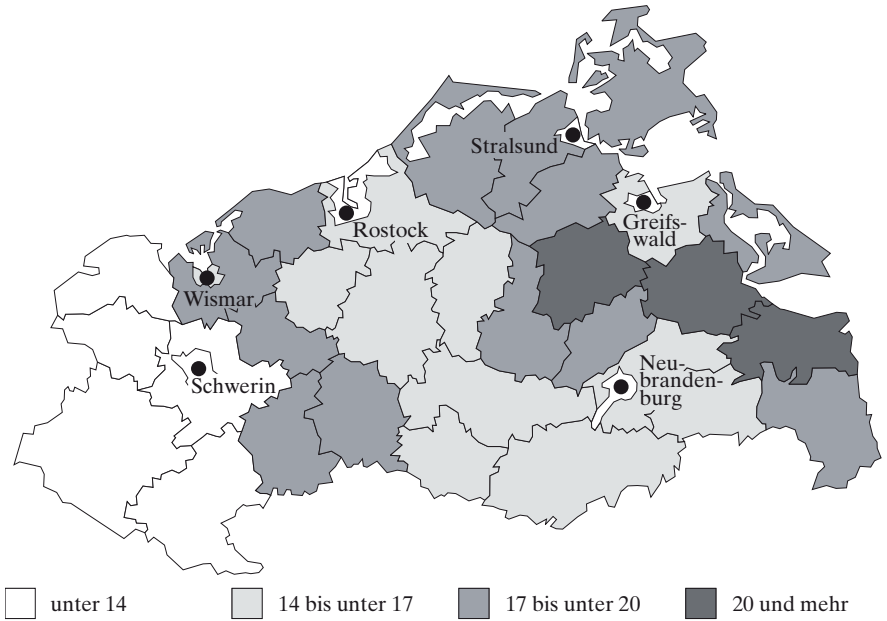 Stralsund
Greifs-
wald
Rostock
Wismar
Schwerin
Neu-
branden-
burg
unter 14
14 bis unter 17
17 bis unter 20
20 und mehr